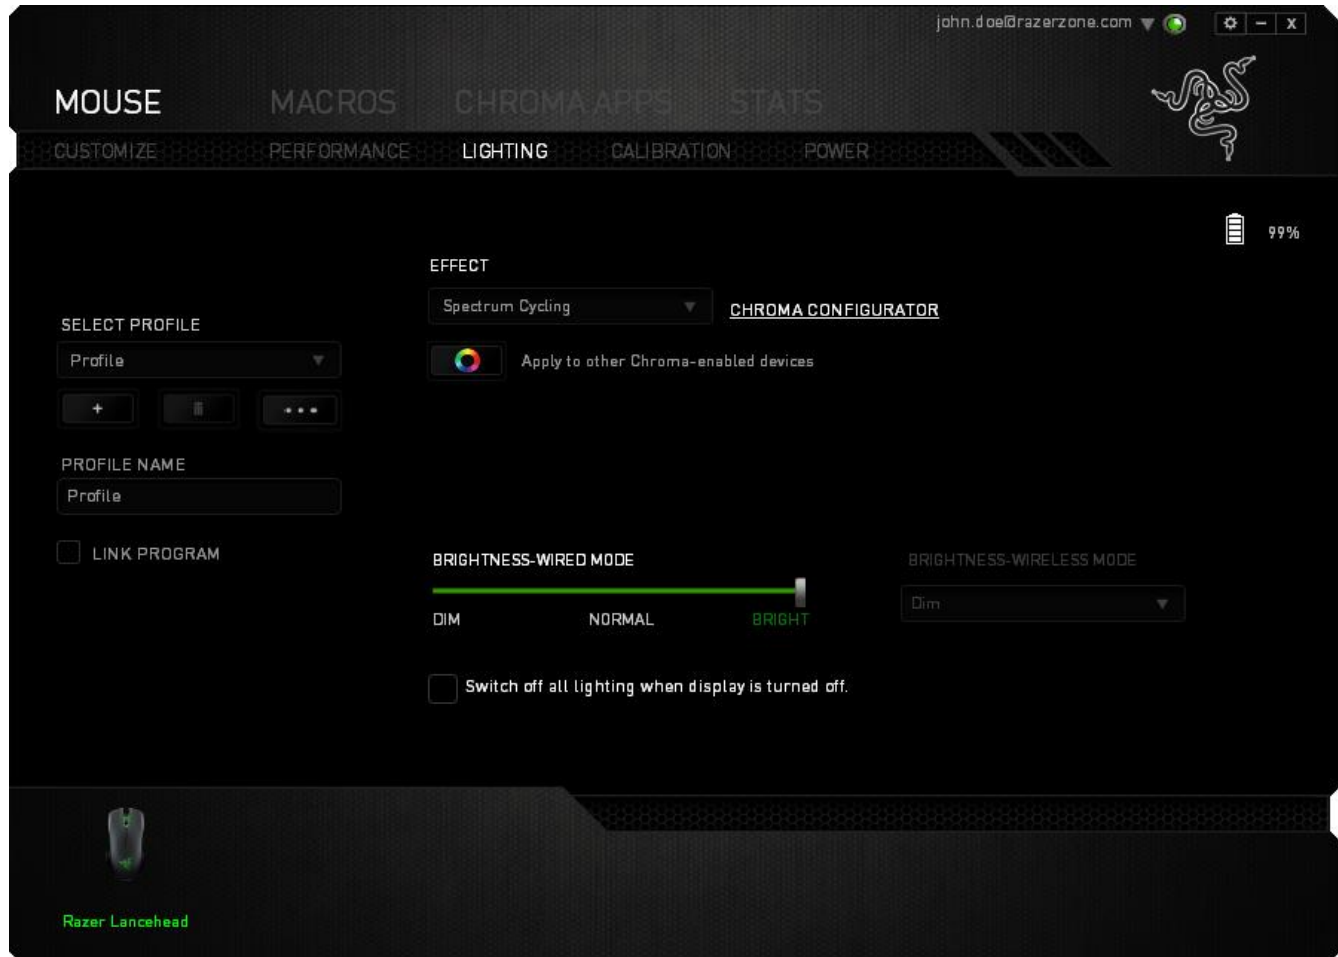 john.doe@razerzone.com
MOUSE MACROS CHROMA APPS STATS
CUSTOMIZE PERFORMANCE LIGHTING CALIBRATION POWER
99%
SELECT PROFILE
Profile
PROFILE NAME
Profile
LINK PROGRAM
EFFECT
Spectrum Cycling CHROMA CONFIGURATOR
Apply to other Chroma-enabled devices
BRIGHTNESS-WIRED MODE
DIM NORMAL BRIGHT
BRIGHTNESS-WIRELESS MODE
Dim
Switch off all lighting when display is turned off.
Razer Lancehead